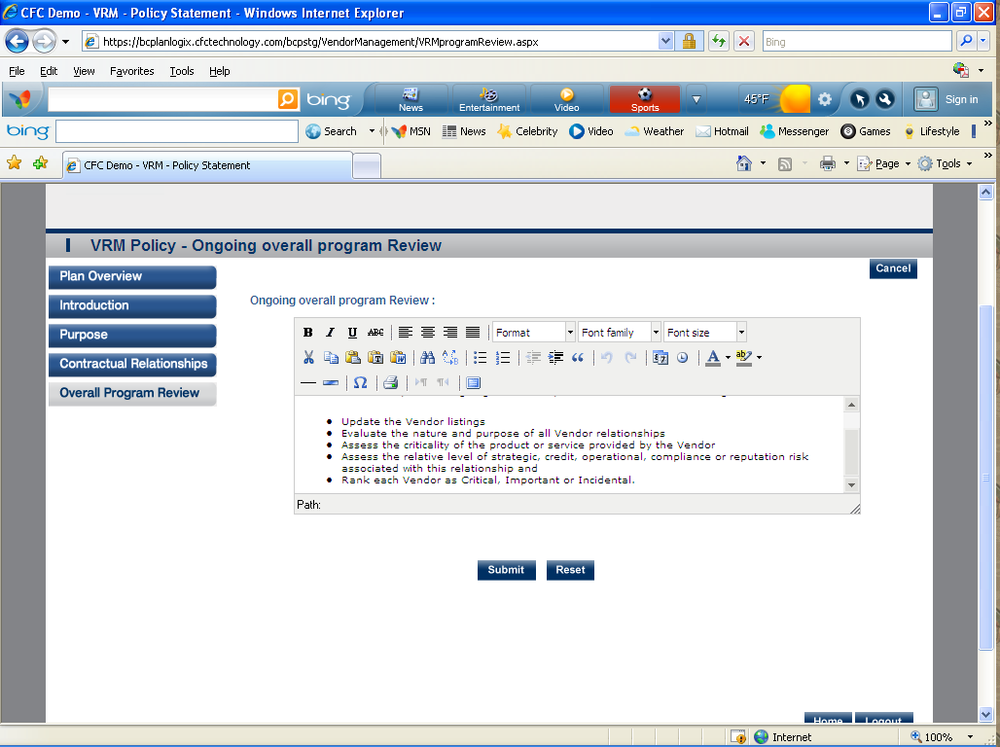 CFC Demo - VRM - Policy Statement - Windows Internet Explorer
https://bcplanlogix.cfctechnology.com/bcpstg/VendorManagement/VRMprogramReview.aspx
Bing
File Edit View Favorites Tools Help
bing News Entertainment Video Sports 45°F Sign in
bing Search MSN News Celebrity Video Weather Hotmail Messenger Games Lifestyle
CFC Demo - VRM - Policy Statement
Page Tools
VRM Policy - Ongoing overall program Review
Cancel
Plan Overview
Introduction
Purpose
Contractual Relationships
Overall Program Review
Ongoing overall program Review :
B I U ABC Format Font family Font size
Update the Vendor listings
Evaluate the nature and purpose of all Vendor relationships
Assess the criticality of the product or service provided by the Vendor
Assess the relative level of strategic, credit, operational, compliance or reputation risk
associated with this relationship and
Rank each Vendor as Critical, Important or Incidental.
Path:
Submit Reset
Home Logout
Internet 100%